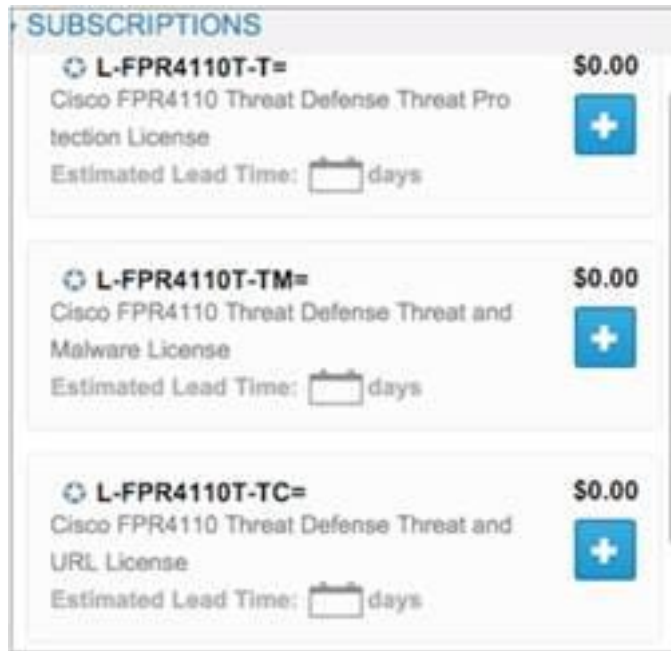 SUBSCRIPTIONS
L-FPR4110T-T= $0.00
Cisco FPR4110 Threat Defense Threat Pro
tection License
Estimated Lead Time: days
L-FPR4110T-TM= $0.00
Cisco FPR4110 Threat Defense Threat and
Malware License
Estimated Lead Time: days
L-FPR4110T-TC= $0.00
Cisco FPR4110 Threat Defense Threat and
URL License
Estimated Lead Time: days